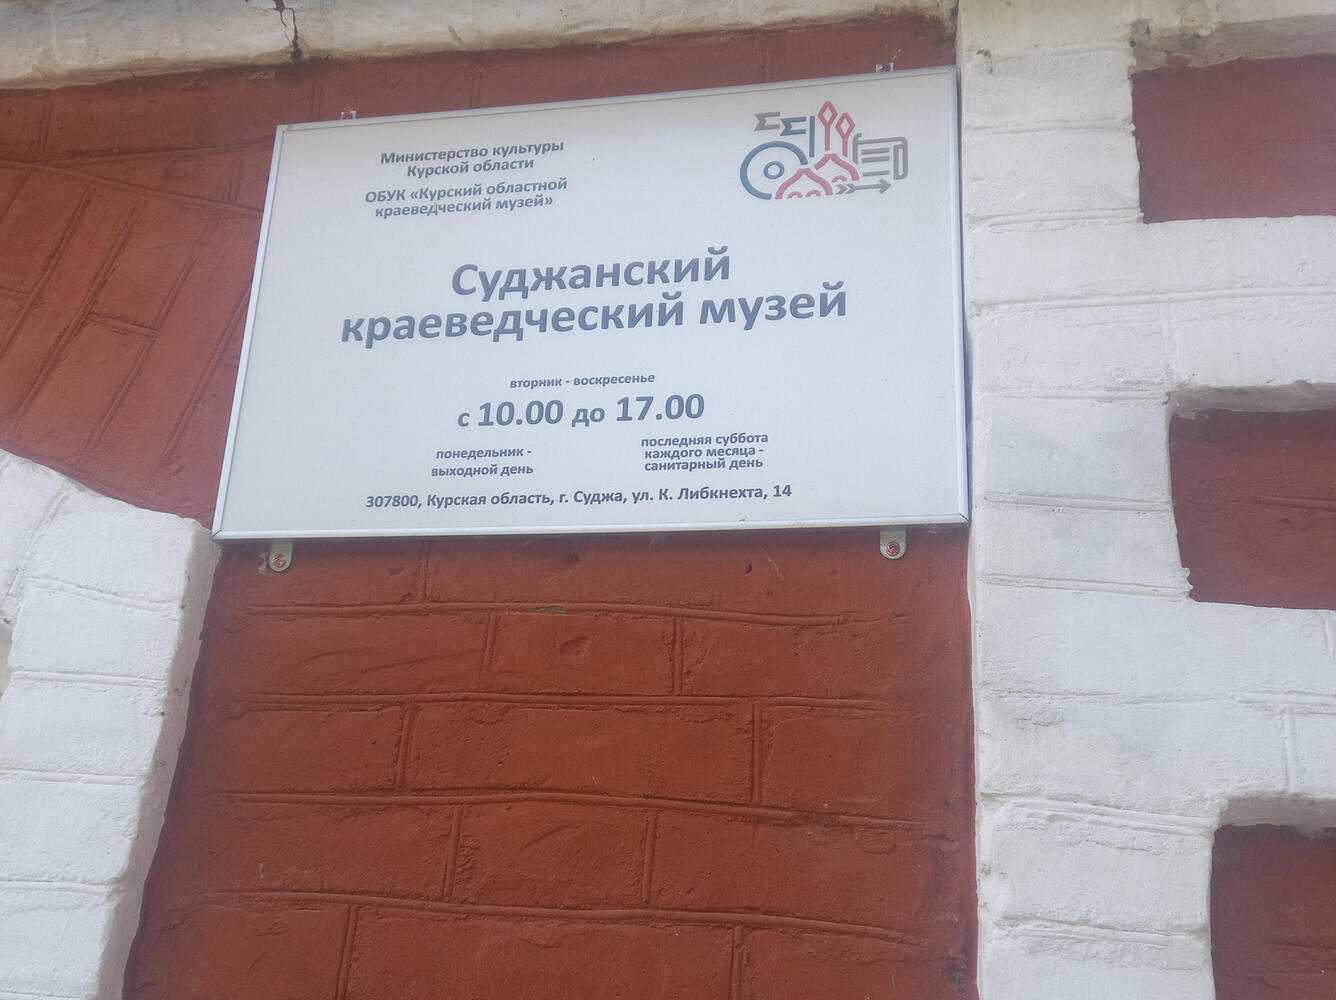 Министерство культуры
Курской области
ОБУК «Курский областной
краеведческий музей»
Суджанский
краеведческий музей
вторник - воскресенье
с 10.00 до 17.00
понедельник -
выходной день
последняя суббота
каждого месяца -
санитарный день
307800, Курская область, г. Суджа, ул. К. Либкнехта, 14